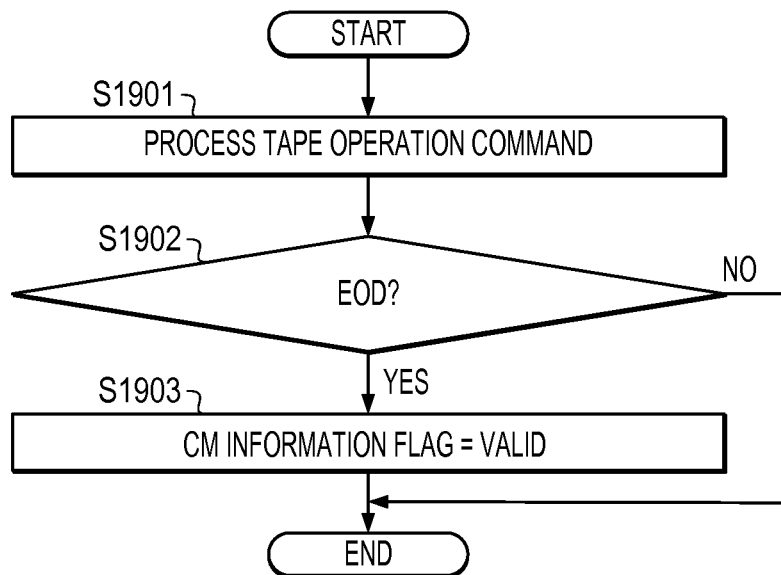 START
S1901
PROCESS TAPE OPERATION COMMAND
S1902
EOD?
NO
YES
S1903
CM INFORMATION FLAG = VALID
END